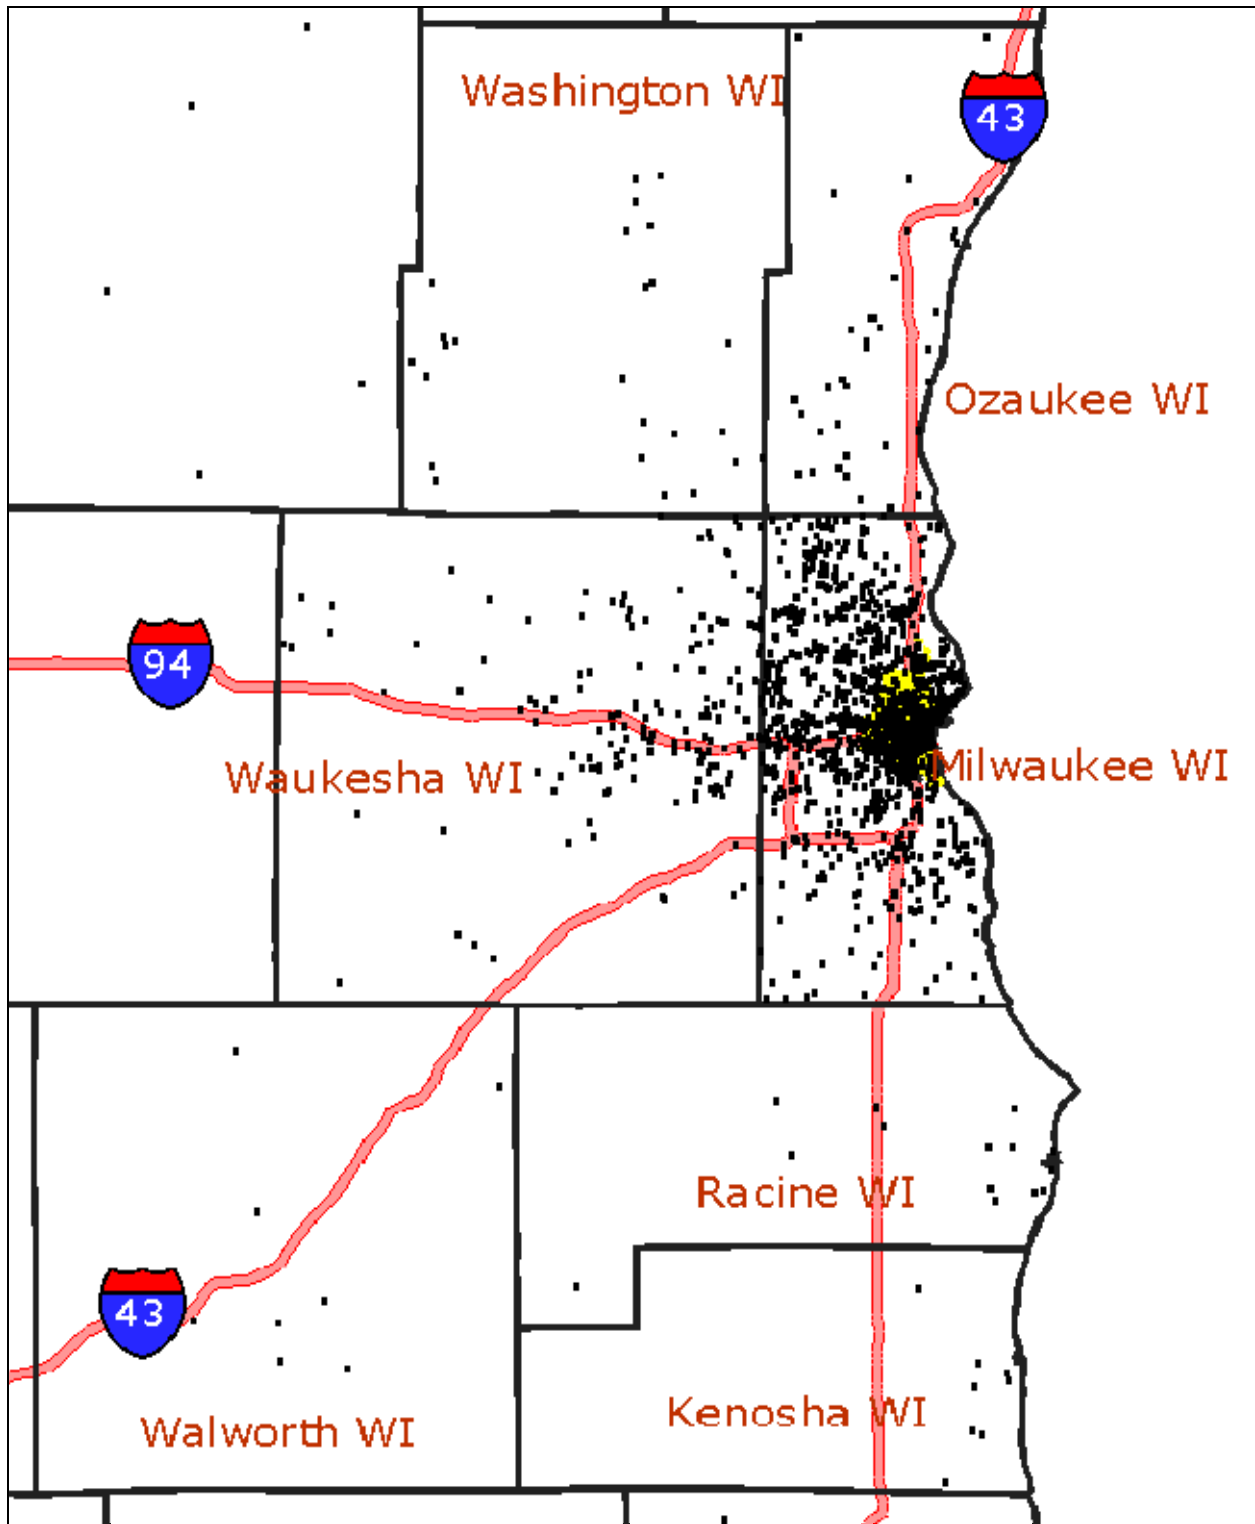 Washington WI
43
Ozaukee WI
94
Waukesha WI
Milwaukee WI
Racine WI
43
Kenosha WI
Walworth WI